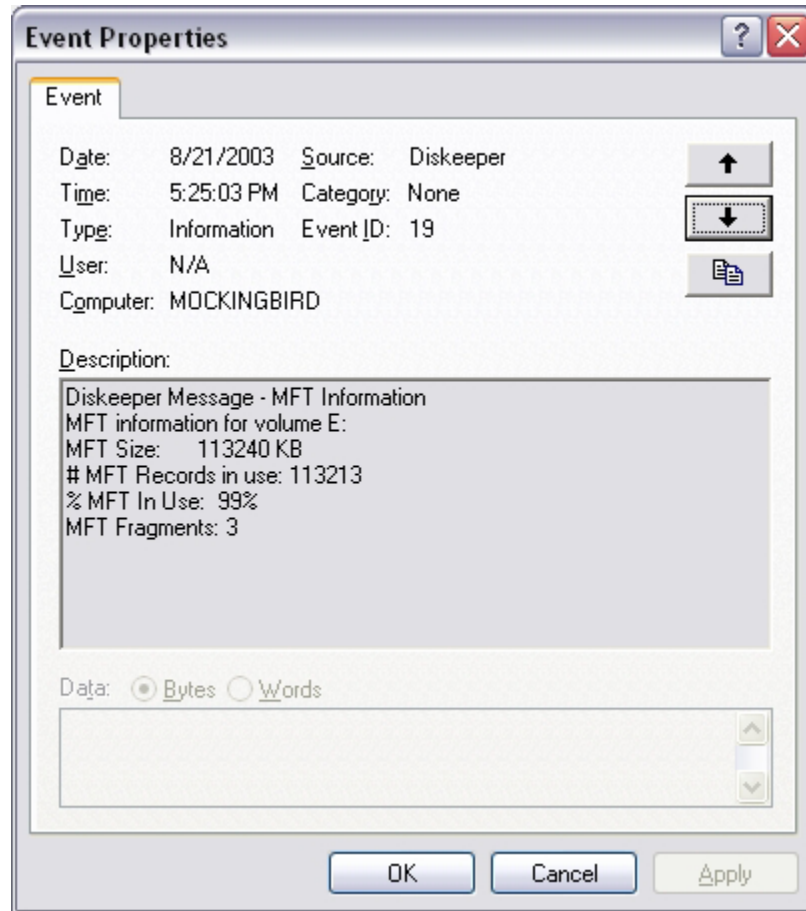 Event Properties
Event
Date: 8/21/2003 Source: Diskeeper
Time: 5:25:03 PM Category: None
Type: Information Event ID: 19
User: N/A
Computer: MOCKINGBIRD
Description:
Diskeeper Message - MFT Information
MFT information for volume E:
MFT Size: 113240 KB
# MFT Records in use: 113213
% MFT In Use: 99%
MFT Fragments: 3
Data: Bytes Words
OK Cancel Apply